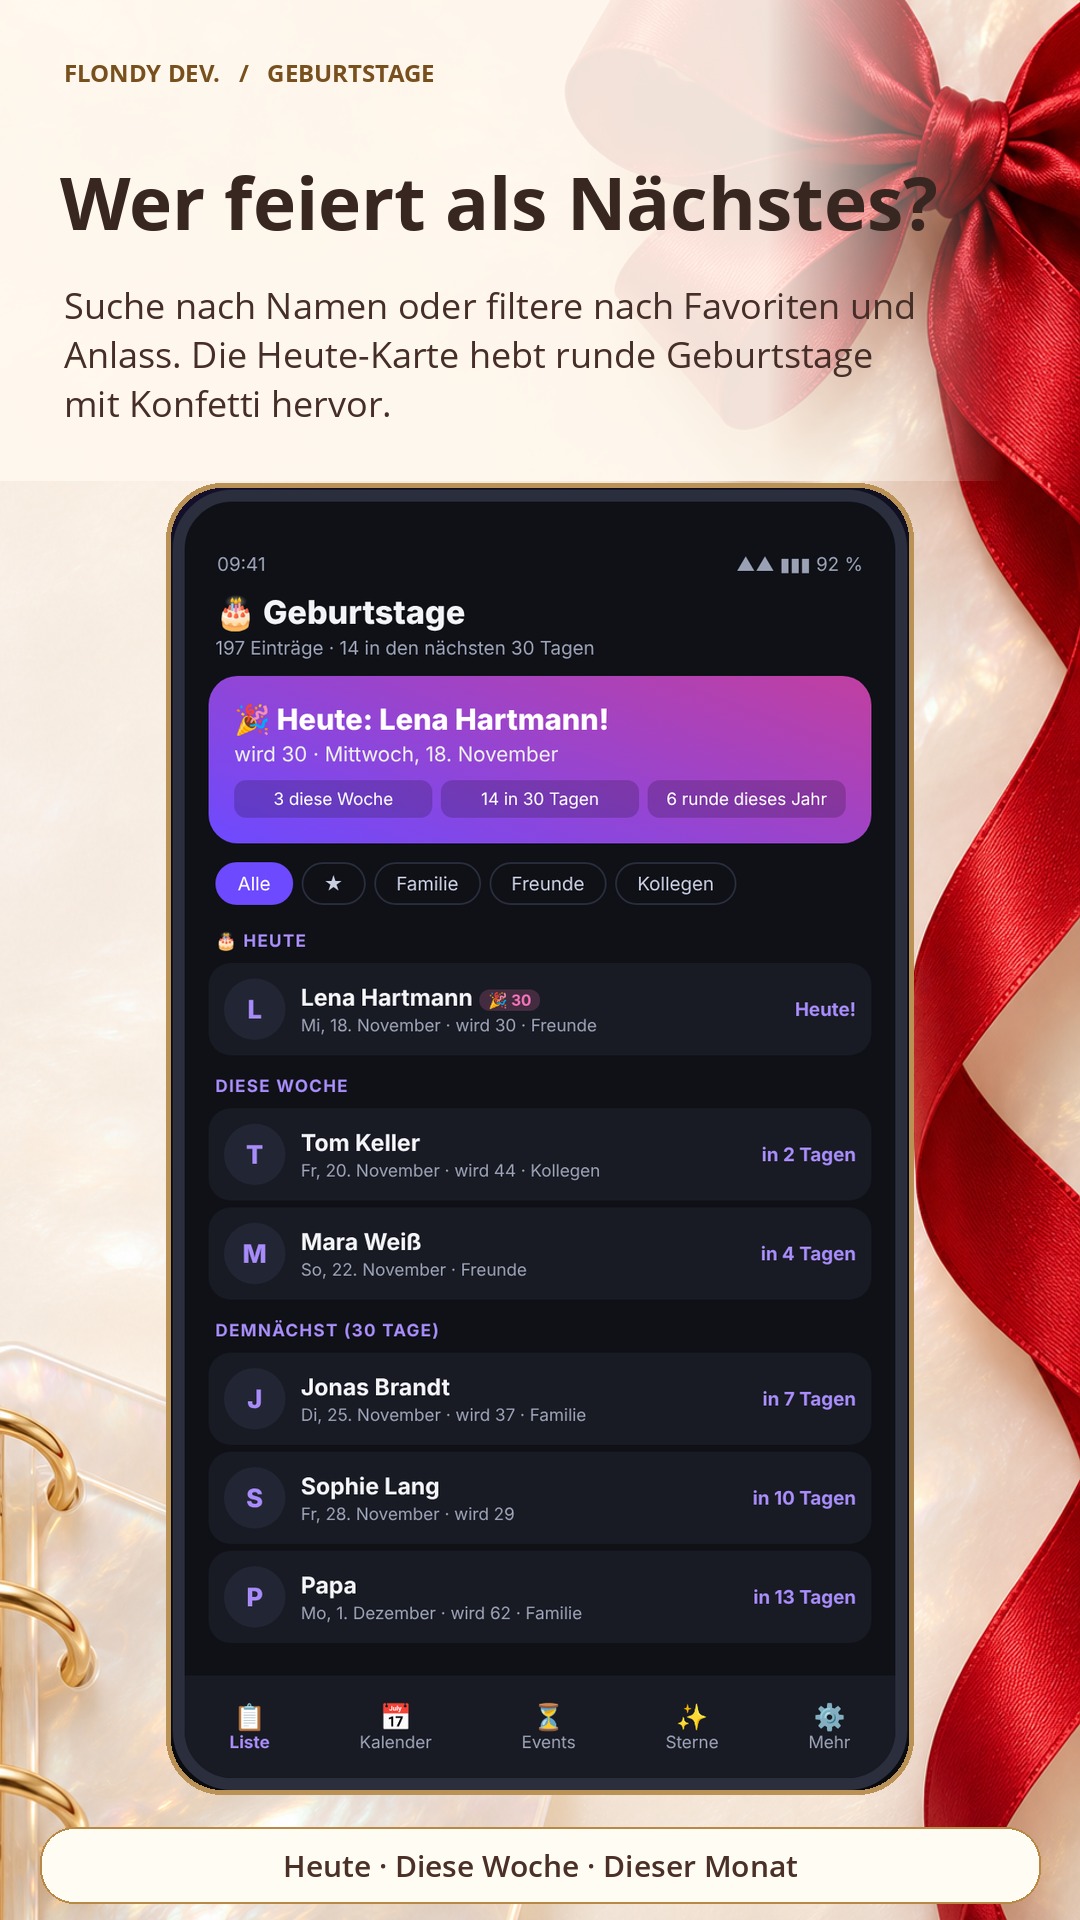 FLONDY DEV. / GEBURTSTAGE
Wer feiert als Nächstes?
Suche nach Namen oder filtere nach Favoriten und
Anlass. Die Heute-Karte hebt runde Geburtstage
mit Konfetti hervor.
09:41 92 %
🎂 Geburtstage
197 Einträge · 14 in den nächsten 30 Tagen
🎉 Heute: Lena Hartmann!
wird 30 · Mittwoch, 18. November
3 diese Woche 14 in 30 Tagen 6 runde dieses Jahr
Alle ★ Familie Freunde Kollegen
🎂 HEUTE
L Lena Hartmann 🎉 30 Heute!
Mi, 18. November · wird 30 · Freunde
DIESE WOCHE
T Tom Keller in 2 Tagen
Fr, 20. November · wird 44 · Kollegen
M Mara Weiß in 4 Tagen
So, 22. November · Freunde
DEMNÄCHST (30 TAGE)
J Jonas Brandt in 7 Tagen
Di, 25. November · wird 37 · Familie
S Sophie Lang in 10 Tagen
Fr, 28. November · wird 29
P Papa in 13 Tagen
Mo, 1. Dezember · wird 62 · Familie
July
17
Liste Kalender Events Sterne Mehr
Heute · Diese Woche · Dieser Monat